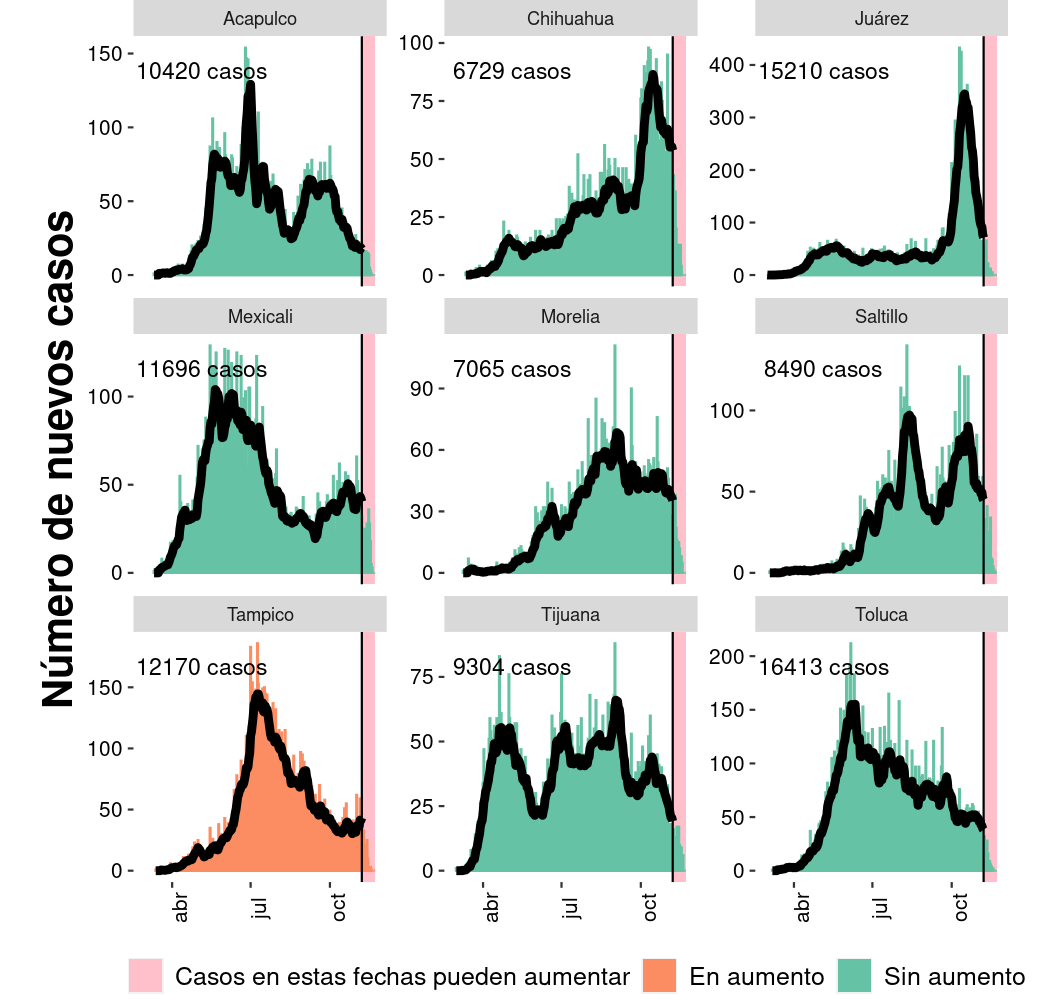 Acapulco
Chihuahua
Juárez
150
100
50
0
10420 casos
100
75
50
25
0
6729 casos
400
300
200
100
0
15210 casos
Número de nuevos casos
Mexicali
Morelia
Saltillo
100
50
0
11696 casos
90
60
30
0
7065 casos
100
50
0
8490 casos
Tampico
Tijuana
Toluca
150
100
50
0
12170 casos
75
50
25
0
9304 casos
200
150
100
50
0
16413 casos
abr
jul
oct
abr
jul
oct
abr
jul
oct
Casos en estas fechas pueden aumentar
En aumento
Sin aumento